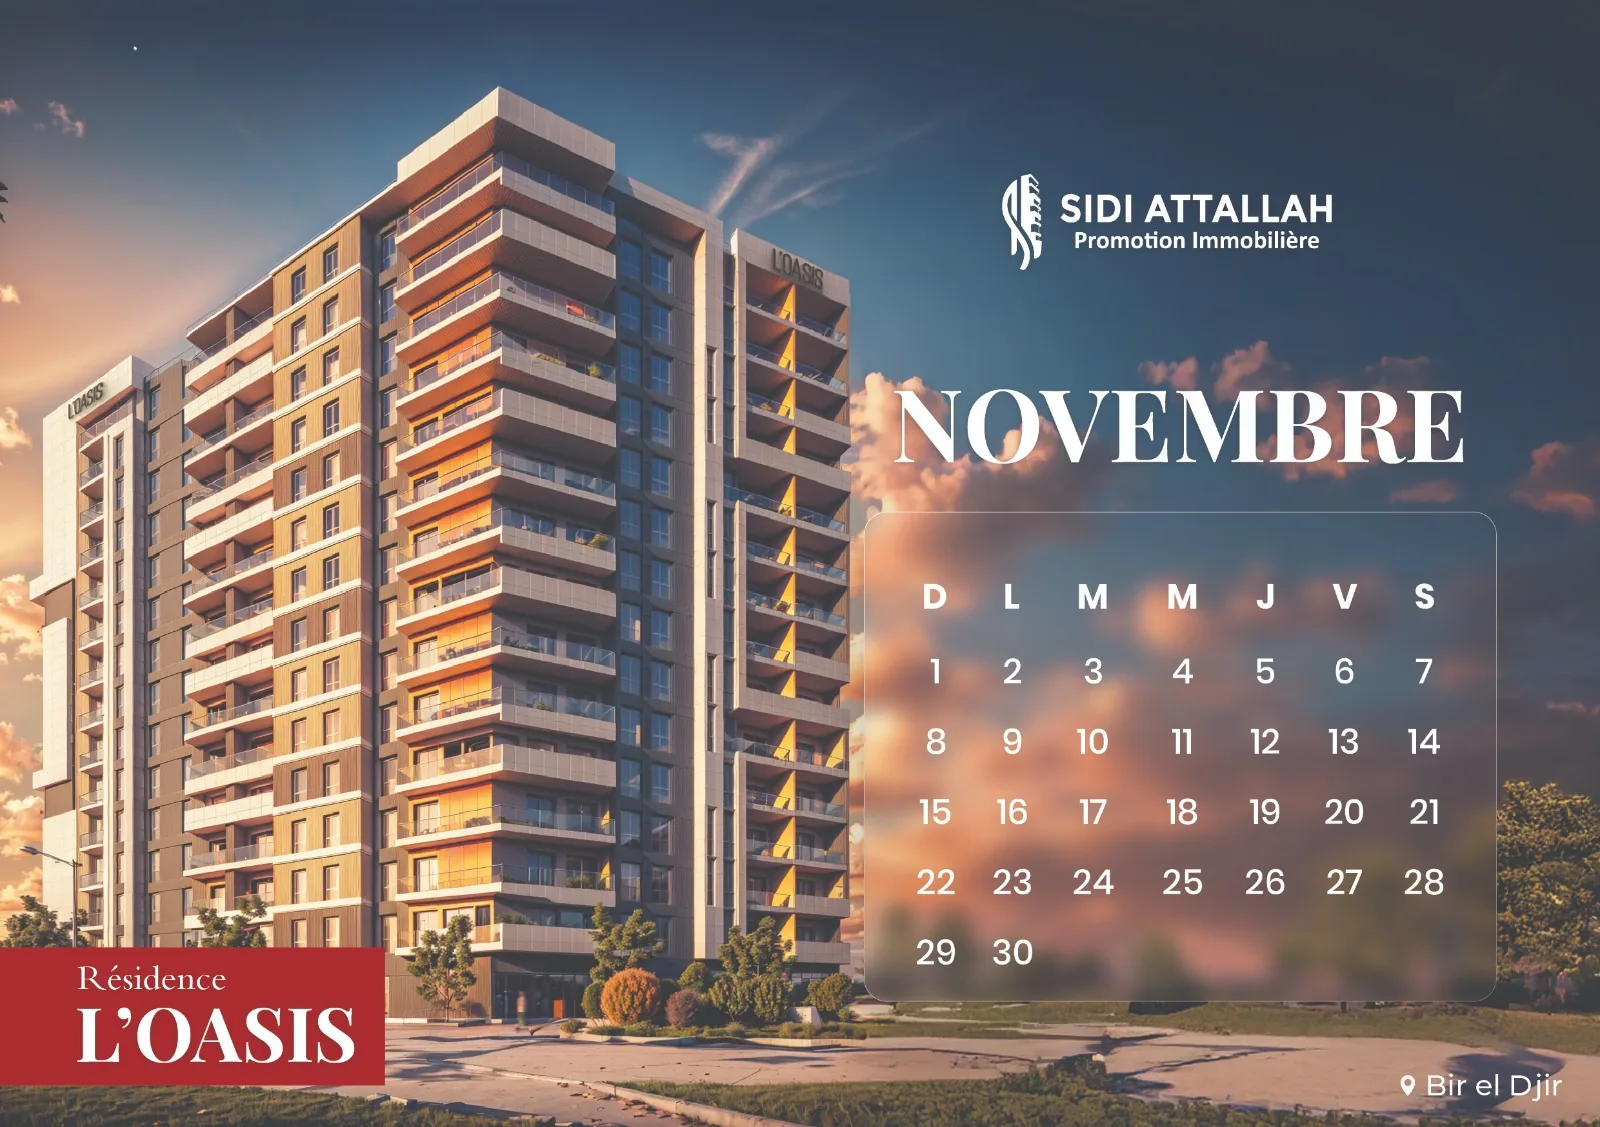 SIDI ATTALLAH
Promotion Immobilière
L'OASIS
L'OASIS
NOVEMBRE
D L M M J V S
1 2 3 4 5 6 7
8 9 10 11 12 13 14
15 16 17 18 19 20 21
22 23 24 25 26 27 28
29 30
Résidence
L'OASIS
Bir el Djir